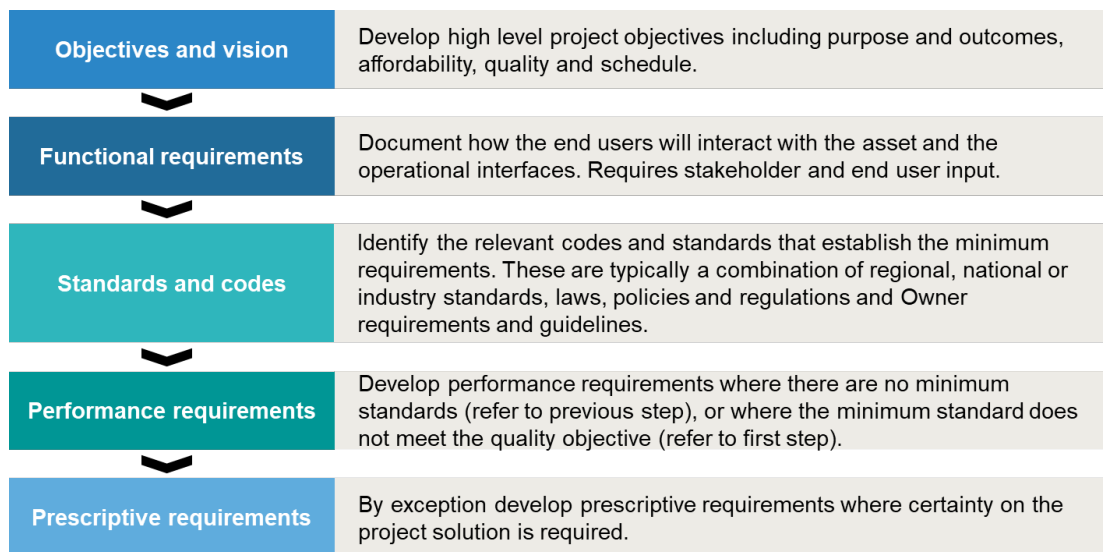 Objectives and vision
Develop high level project objectives including purpose and outcomes,
affordability, quality and schedule.
Functional requirements
Document how the end users will interact with the asset and the
operational interfaces. Requires stakeholder and end user input.
Standards and codes
Identify the relevant codes and standards that establish the minimum
requirements. These are typically a combination of regional, national or
industry standards, laws, policies and regulations and Owner
requirements and guidelines.
Performance requirements
Develop performance requirements where there are no minimum
standards (refer to previous step), or where the minimum standard does
not meet the quality objective (refer to first step).
Prescriptive requirements
By exception develop prescriptive requirements where certainty on the
project solution is required.